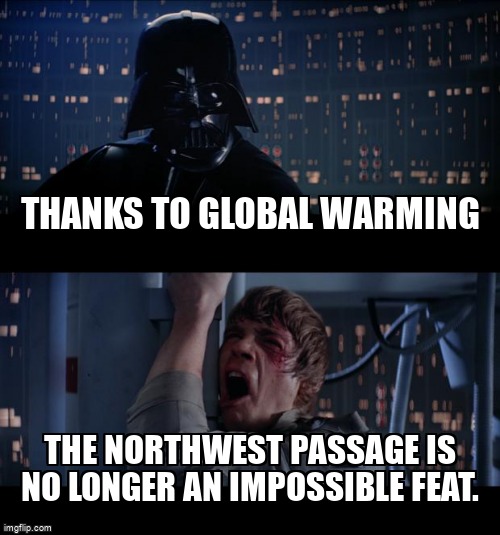 THANKS TO GLOBAL WARMING
THE NORTHWEST PASSAGE IS
NO LONGER AN IMPOSSIBLE FEAT.
imgflip.com